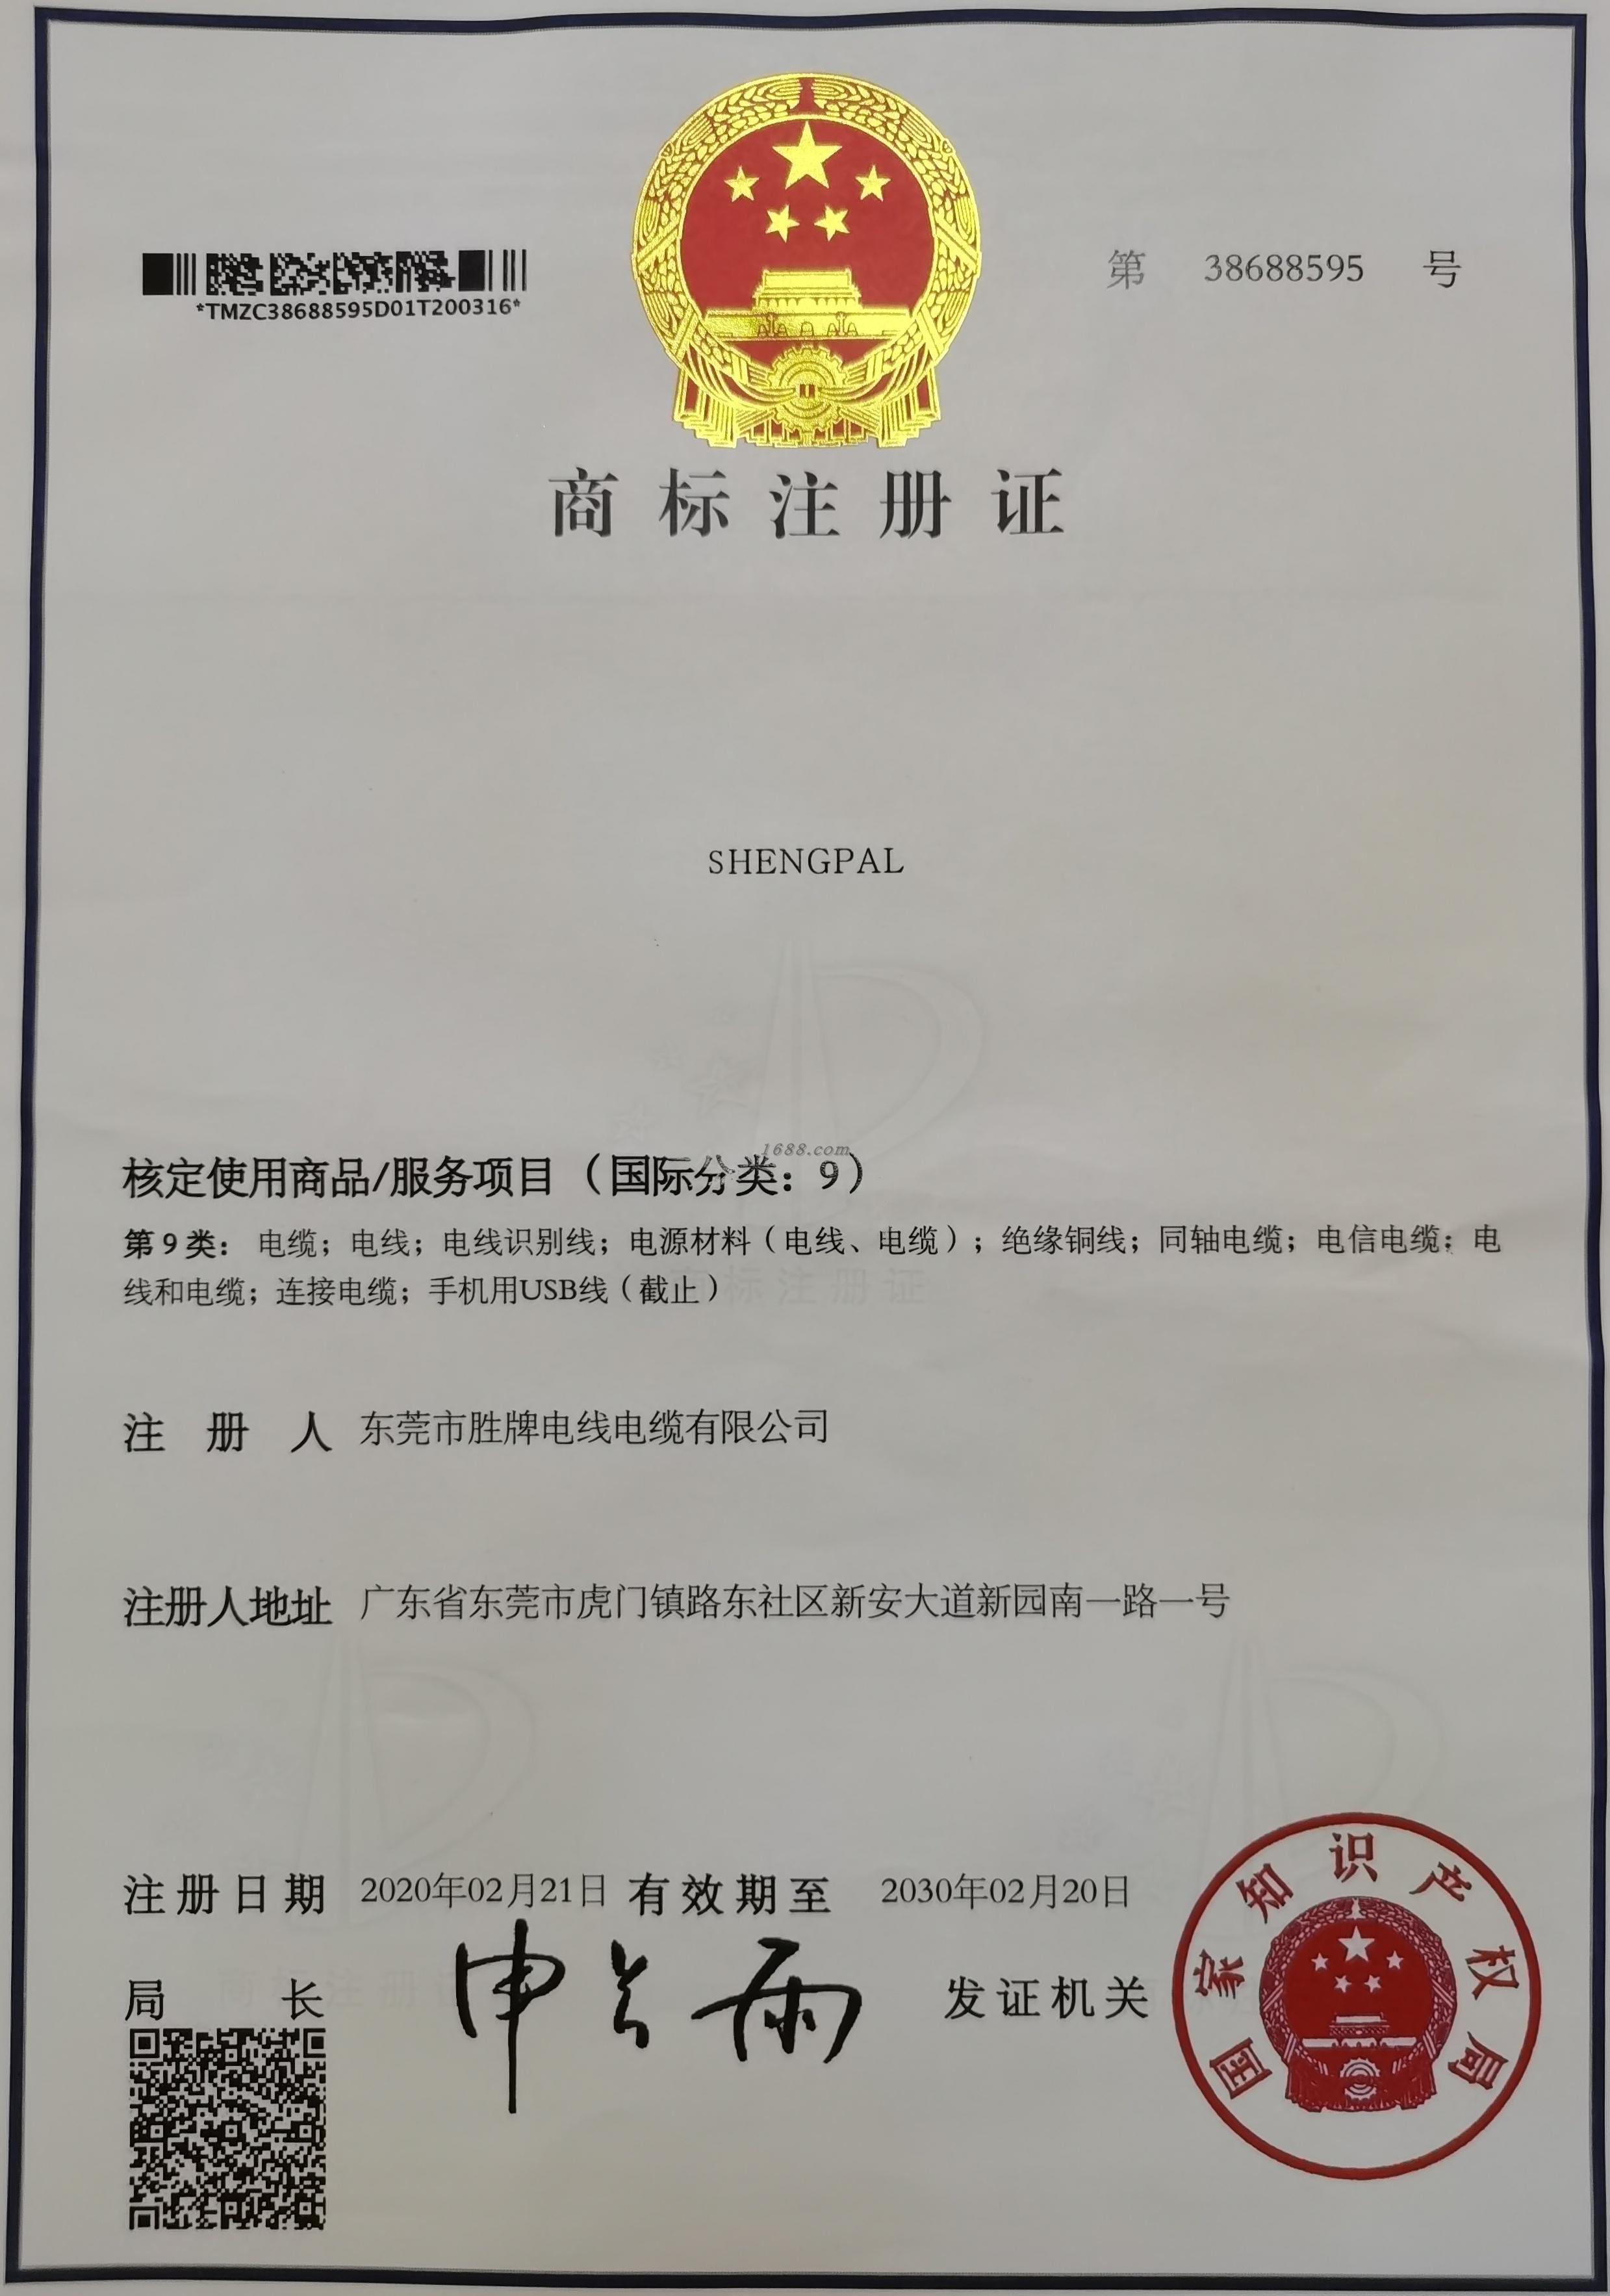 *TMZC38688595D01T200316*
第 38688595 号
商标注册证
SHENGPAL
1688.com
核定使用商品/服务项目（国际分类：9）
第9类：电缆；电线；电线识别线；电源材料（电线、电缆）；绝缘铜线；同轴电缆；电信电缆；电
线和电缆；连接电缆；手机用USB线（截止）
商标注册证
注册人 东莞市胜牌电线电缆有限公司
注册人地址 广东省东莞市虎门镇路东社区新安大道新园南一路一号
注册日期 2020年02月21日 有效期至 2030年02月20日
局长 申长雨 发证机关
国家知识产权局